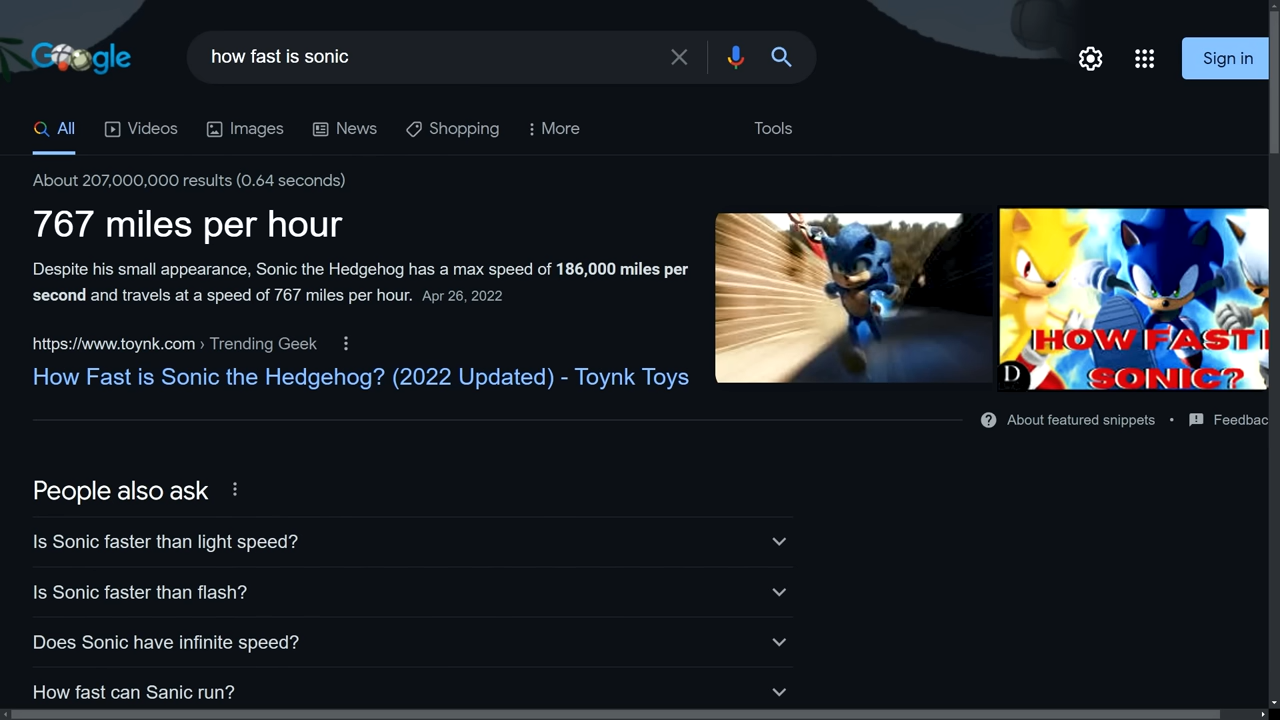 Google
how fast is sonic
Sign in
All
Videos
Images
News
Shopping
More
Tools
About 207,000,000 results (0.64 seconds)
767 miles per hour
Despite his small appearance, Sonic the Hedgehog has a max speed of 186,000 miles per
second and travels at a speed of 767 miles per hour. Apr 26, 2022
https://www.toynk.com › Trending Geek
How Fast is Sonic the Hedgehog? (2022 Updated) - Toynk Toys
HOW FAST I
SONIC?
D
About featured snippets • Feedbac
People also ask
Is Sonic faster than light speed?
Is Sonic faster than flash?
Does Sonic have infinite speed?
How fast can Sanic run?